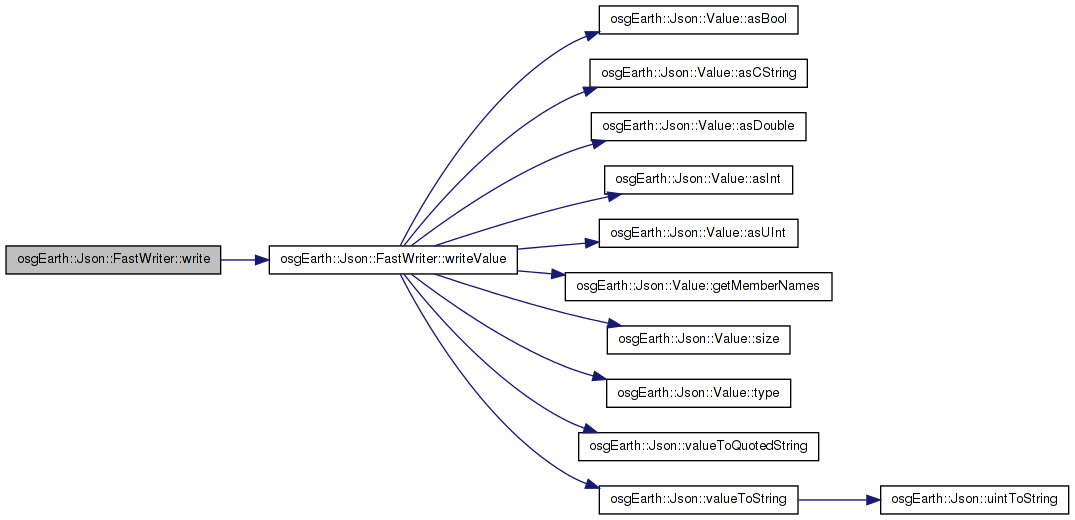 osgEarth::Json::FastWriter::write
osgEarth::Json::FastWriter::writeValue
osgEarth::Json::Value::asBool
osgEarth::Json::Value::asCString
osgEarth::Json::Value::asDouble
osgEarth::Json::Value::asInt
osgEarth::Json::Value::asUInt
osgEarth::Json::Value::getMemberNames
osgEarth::Json::Value::size
osgEarth::Json::Value::type
osgEarth::Json::valueToQuotedString
osgEarth::Json::valueToString
osgEarth::Json::uintToString